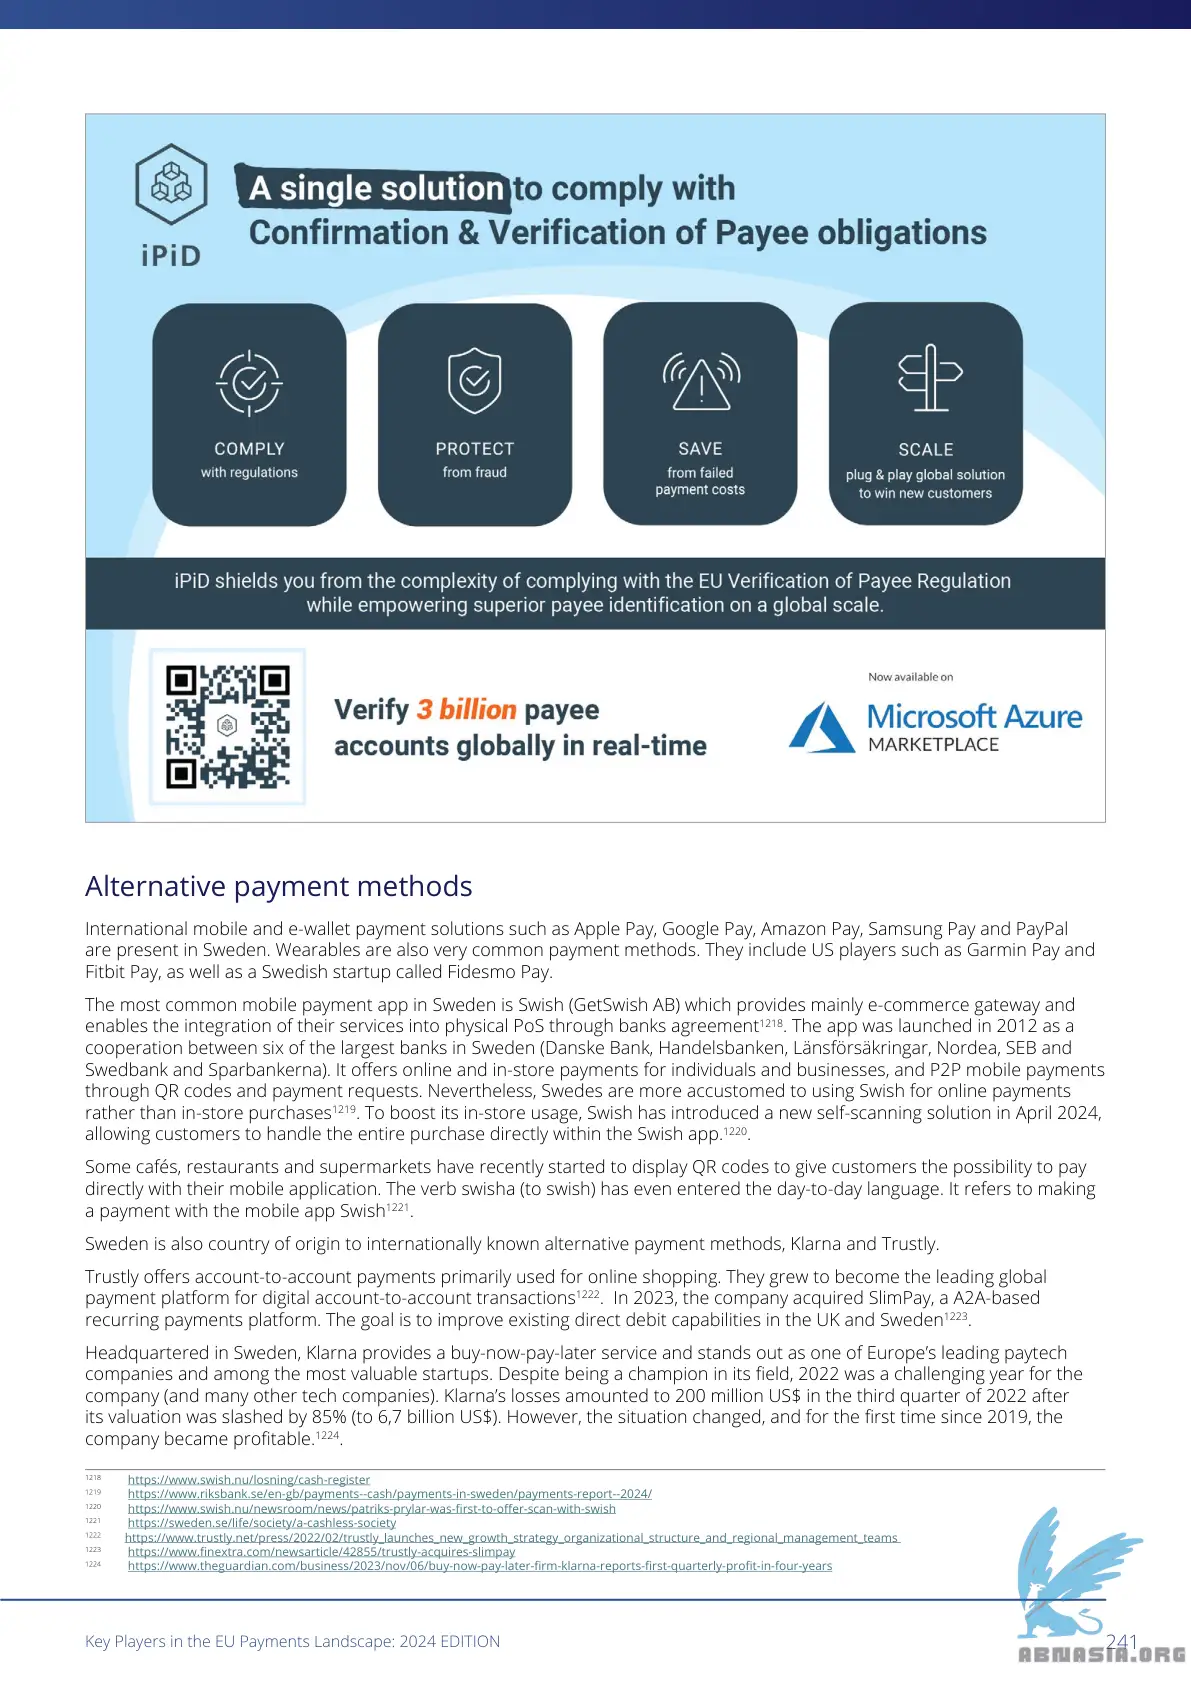 iPiD
A single solution to comply with
Confirmation & Verification of Payee obligations
COMPLY
with regulations
PROTECT
from fraud
SAVE
from failed
payment costs
SCALE
plug & play global solution
to win new customers
iPiD shields you from the complexity of complying with the EU Verification of Payee Regulation
while empowering superior payee identification on a global scale.
Verify 3 billion payee
accounts globally in real-time
Now available on
Microsoft Azure
MARKETPLACE
Alternative payment methods
International mobile and e-wallet payment solutions such as Apple Pay, Google Pay, Amazon Pay, Samsung Pay and PayPal
are present in Sweden. Wearables are also very common payment methods. They include US players such as Garmin Pay and
Fitbit Pay, as well as a Swedish startup called Fidesmo Pay.
The most common mobile payment app in Sweden is Swish (GetSwish AB) which provides mainly e-commerce gateway and
enables the integration of their services into physical PoS through banks agreement1218. The app was launched in 2012 as a
cooperation between six of the largest banks in Sweden (Danske Bank, Handelsbanken, Länsförsäkringar, Nordea, SEB and
Swedbank and Sparbankerna). It offers online and in-store payments for individuals and businesses, and P2P mobile payments
through QR codes and payment requests. Nevertheless, Swedes are more accustomed to using Swish for online payments
rather than in-store purchases1219. To boost its in-store usage, Swish has introduced a new self-scanning solution in April 2024,
allowing customers to handle the entire purchase directly within the Swish app.1220.
Some cafés, restaurants and supermarkets have recently started to display QR codes to give customers the possibility to pay
directly with their mobile application. The verb swisha (to swish) has even entered the day-to-day language. It refers to making
a payment with the mobile app Swish1221.
Sweden is also country of origin to internationally known alternative payment methods, Klarna and Trustly.
Trustly offers account-to-account payments primarily used for online shopping. They grew to become the leading global
payment platform for digital account-to-account transactions1222. In 2023, the company acquired SlimPay, a A2A-based
recurring payments platform. The goal is to improve existing direct debit capabilities in the UK and Sweden1223.
Headquartered in Sweden, Klarna provides a buy-now-pay-later service and stands out as one of Europe's leading paytech
companies and among the most valuable startups. Despite being a champion in its field, 2022 was a challenging year for the
company (and many other tech companies). Klarna's losses amounted to 200 million US$ in the third quarter of 2022 after
its valuation was slashed by 85% (to 6,7 billion US$). However, the situation changed, and for the first time since 2019, the
company became profitable.1224.
1218 https://www.swish.nu/losning/cash-register
1219 https://www.riksbank.se/en-gb/payments--cash/payments-in-sweden/payments-report--2024/
1220 https://www.swish.nu/newsroom/news/patriks-prylar-was-first-to-offer-scan-with-swish
1221 https://sweden.se/life/society/a-cashless-society
1222 https://www.trustly.net/press/2022/02/trustly_launches_new_growth_strategy_organizational_structure_and_regional_management_teams
1223 https://www.finextra.com/newsarticle/42855/trustly-acquires-slimpay
1224 https://www.theguardian.com/business/2023/nov/06/buy-now-pay-later-firm-klarna-reports-first-quarterly-profit-in-four-years
Key Players in the EU Payments Landscape: 2024 EDITION
241
ABNASIA.ORG